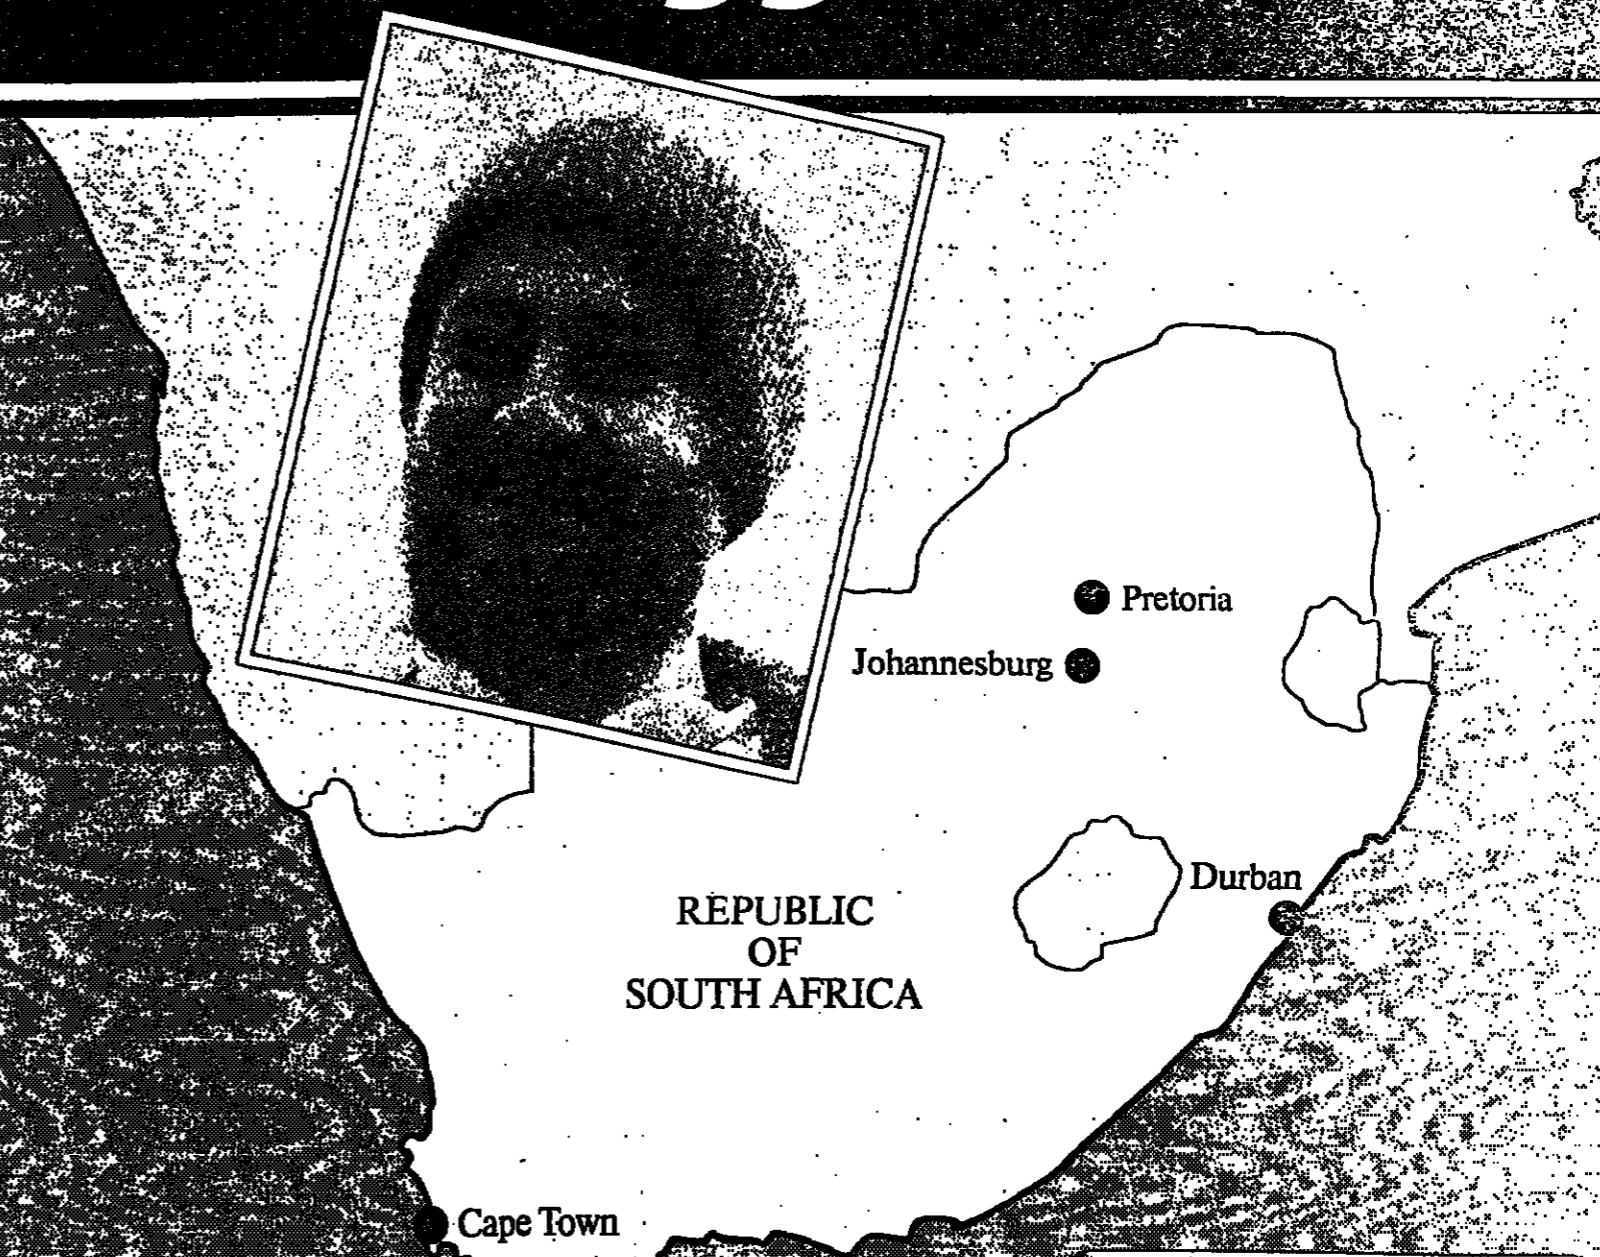 Pretoria
Johannesburg
Durban
REPUBLIC
OF
SOUTH AFRICA
Cape Town